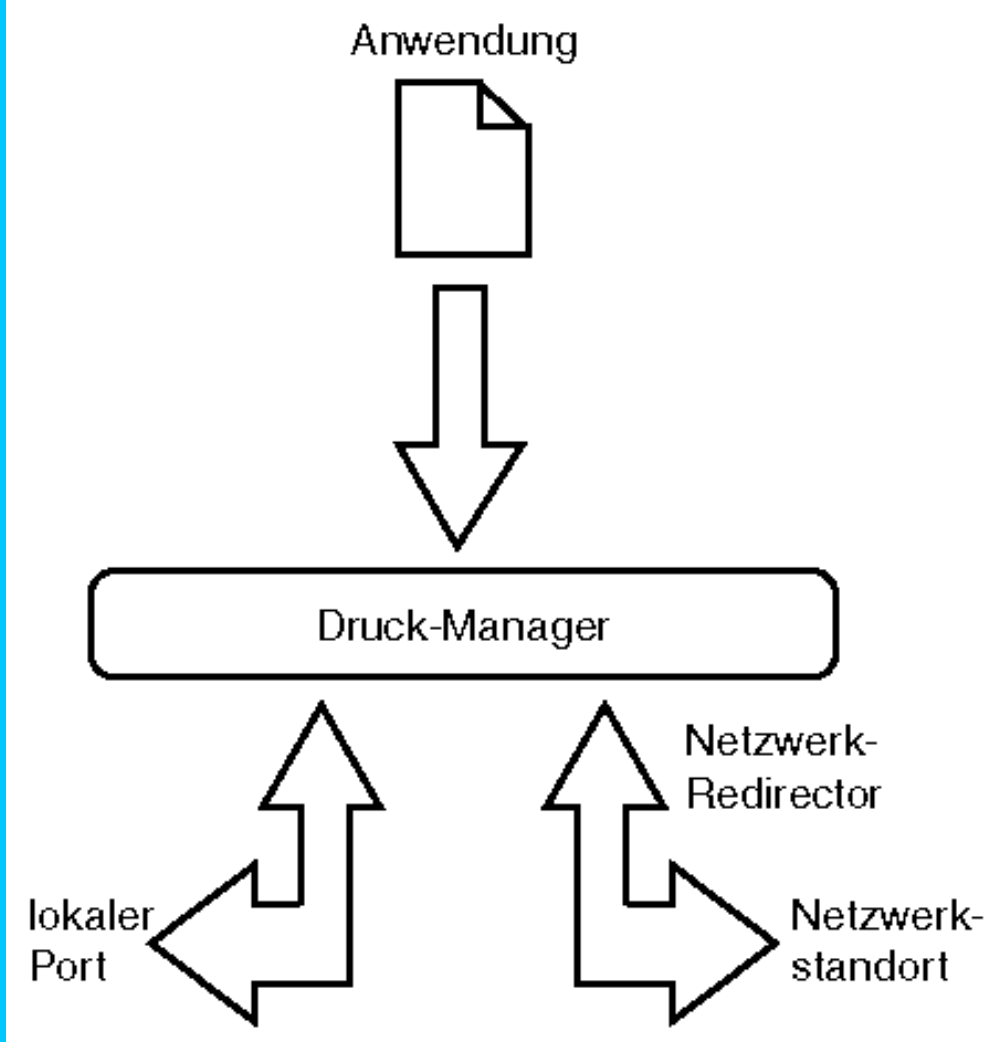 Anwendung
Druck-Manager
Netzwerk-
Redirector
lokaler
Port
Netzwerk-
standort